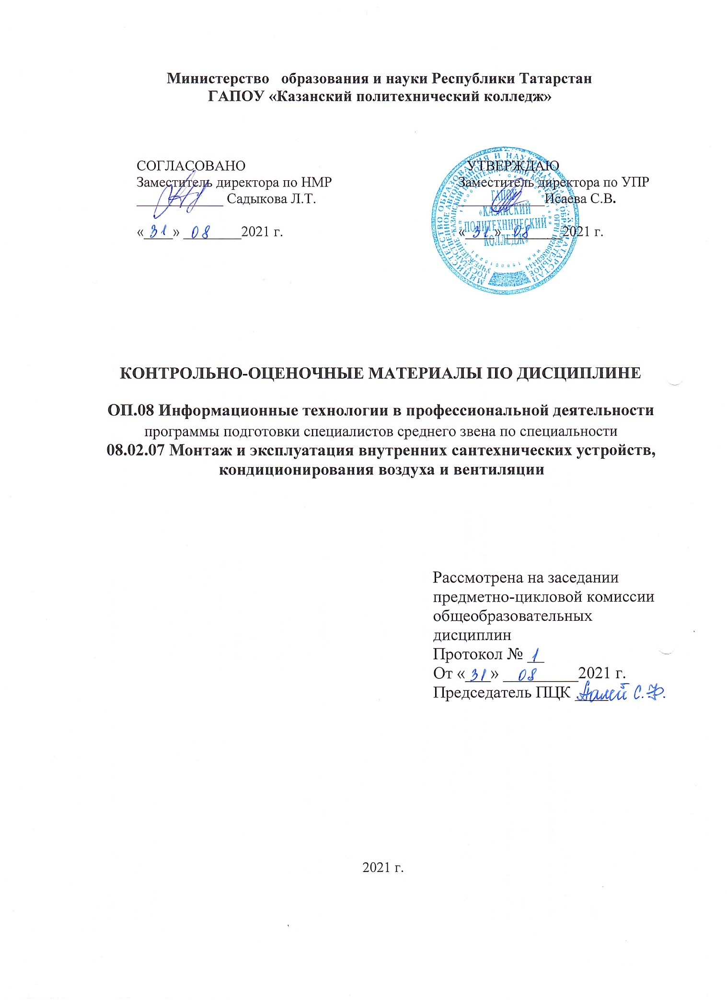 Министерство образования и науки Республики Татарстан
ГАПОУ «Казанский политехнический колледж»
СОГЛАСОВАНО
Заместитель директора по НМР
______________ Садыкова Л.Т.
«31» 08 2021 г.
УТВЕРЖДАЮ
Заместитель директора по УПР
Исаева С.В.
«31» 08 2021 г.
ГАПОУ
«КАЗАНСКИЙ
ПОЛИТЕХНИЧЕСКИЙ
КОЛЛЕДЖ»
КОНТРОЛЬНО-ОЦЕНОЧНЫЕ МАТЕРИАЛЫ ПО ДИСЦИПЛИНЕ
ОП.08 Информационные технологии в профессиональной деятельности
программы подготовки специалистов среднего звена по специальности
08.02.07 Монтаж и эксплуатация внутренних сантехнических устройств,
кондиционирования воздуха и вентиляции
Рассмотрена на заседании
предметно-цикловой комиссии
общеобразовательных
дисциплин
Протокол № 1
От «31» 08 2021 г.
Председатель ПЦК С.Ф.
2021 г.